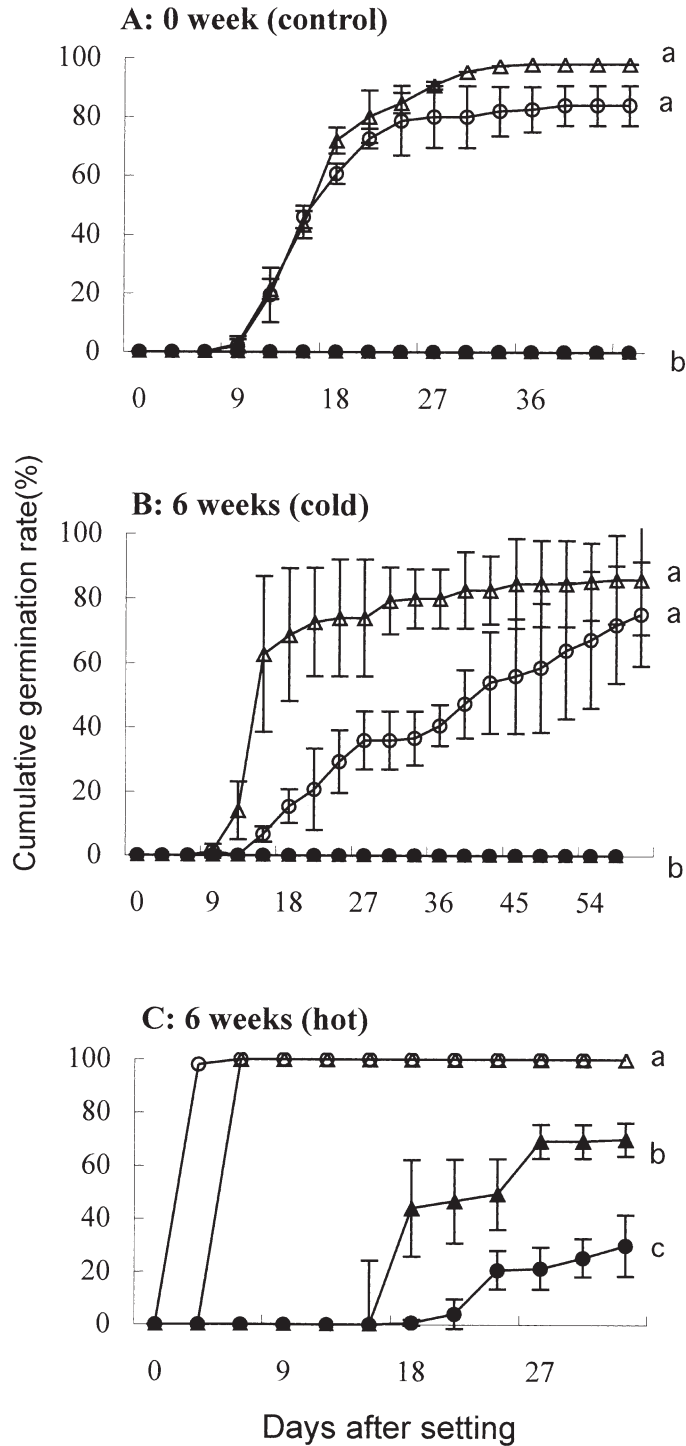 A: 0 week (control)
100
80
60
40
20
0
a
a
b
0 9 18 27 36
Cumulative germination rate(%)
B: 6 weeks (cold)
100
80
60
40
20
0
a
a
b
0 9 18 27 36 45 54
C: 6 weeks (hot)
100
80
60
40
20
0
a
b
c
0 9 18 27
Days after setting